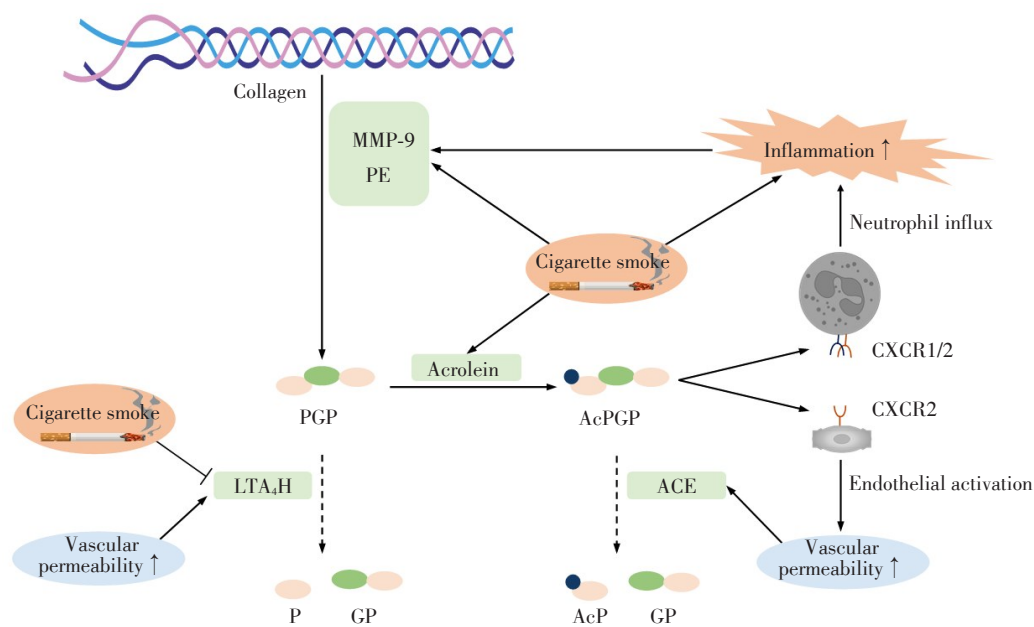 Collagen
MMP-9
PE
Inflammation ↑
Neutrophil influx
Cigarette smoke
CXCR1/2
Acrolein
PGP
AcPGP
CXCR2
Cigarette smoke
LTA₄H
ACE
Endothelial activation
Vascular
permeability ↑
Vascular
permeability ↑
P
GP
AcP
GP